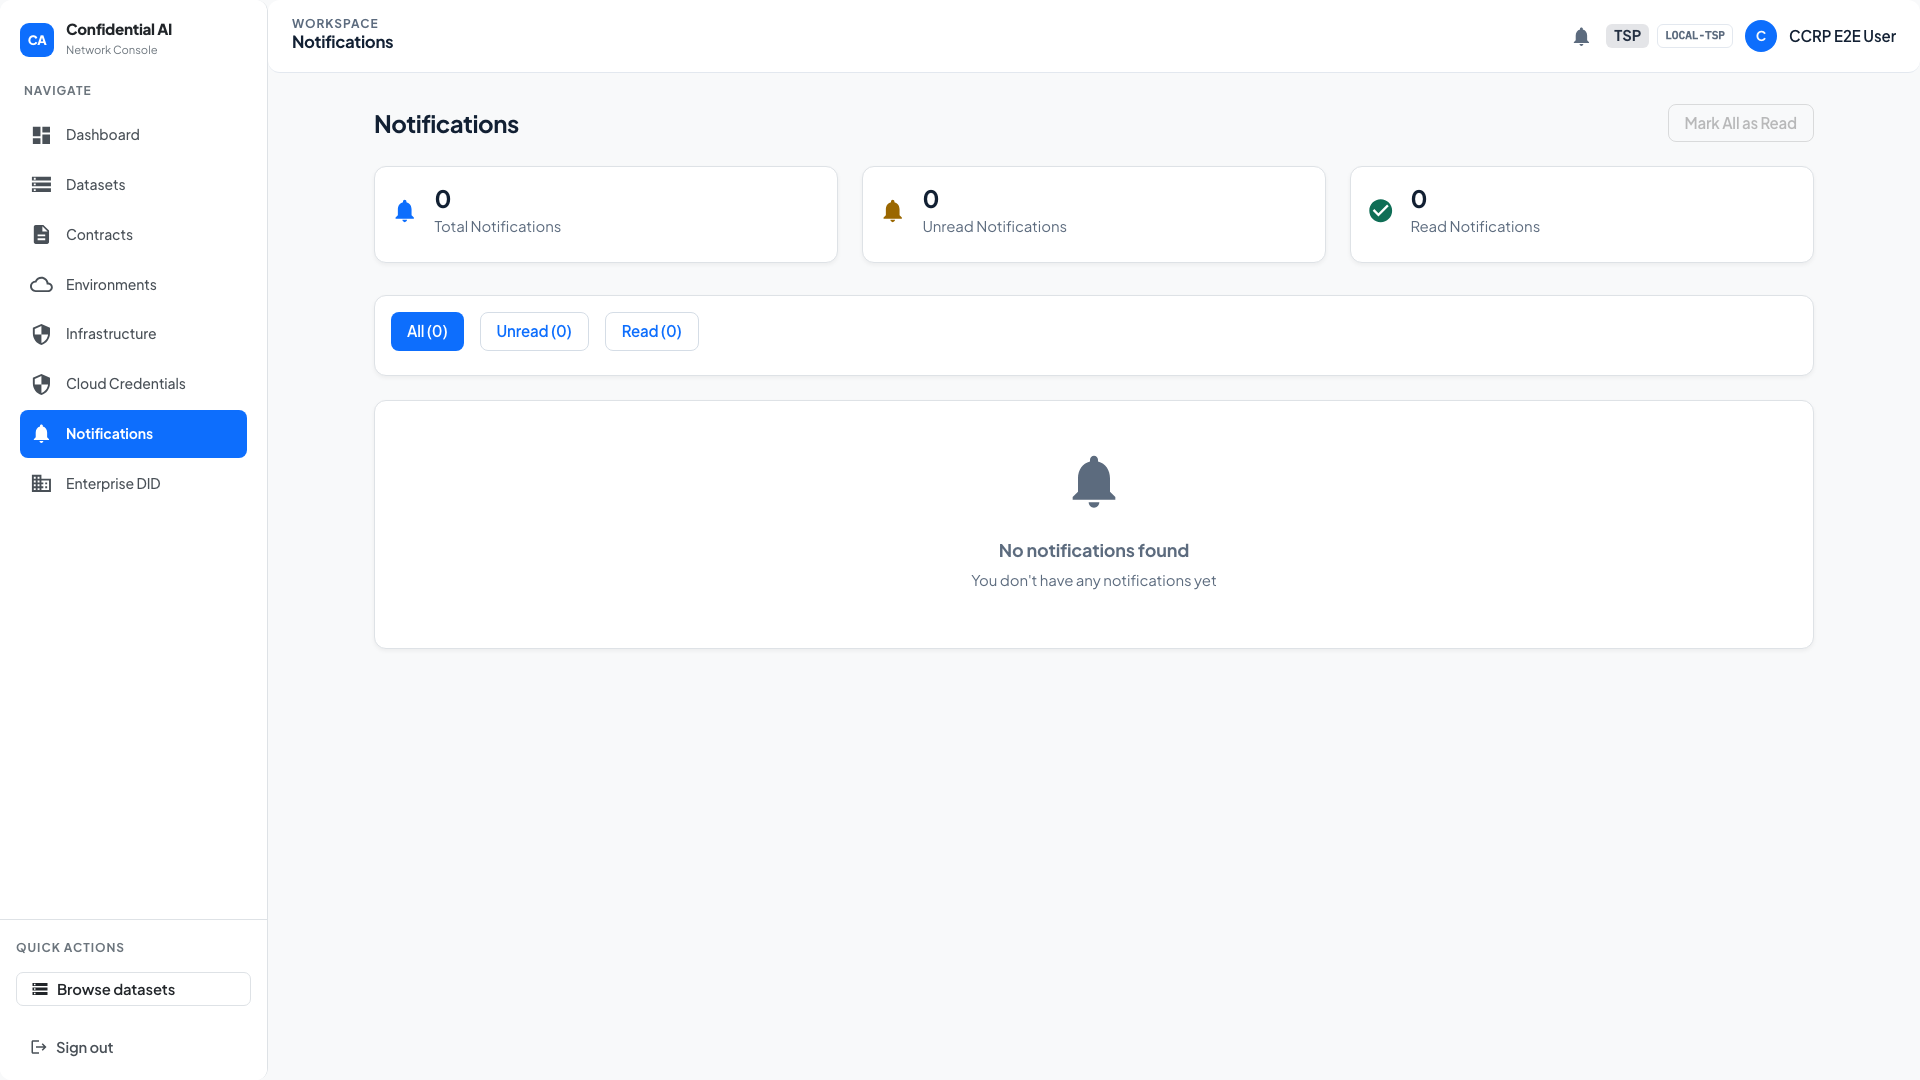 CA
Confidential AI
Network Console
NAVIGATE
Dashboard
Datasets
Contracts
Environments
Infrastructure
Cloud Credentials
Notifications
Enterprise DID
QUICK ACTIONS
Browse datasets
Sign out
WORKSPACE
Notifications
TSP
LOCAL-TSP
C
CCRP E2E User
Notifications
Mark All as Read
0
Total Notifications
0
Unread Notifications
0
Read Notifications
All (0)
Unread (0)
Read (0)
No notifications found
You don't have any notifications yet